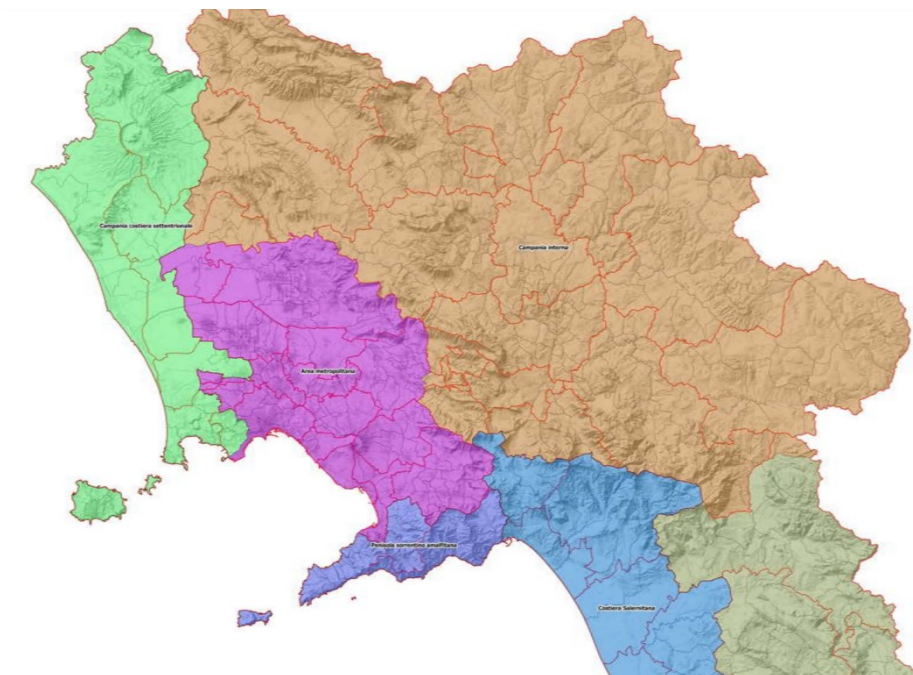 Campania costiera settentrionale
Campania interna
Area metropolitana
Penisola sorrentino amalfitana
Costiera Salernitana